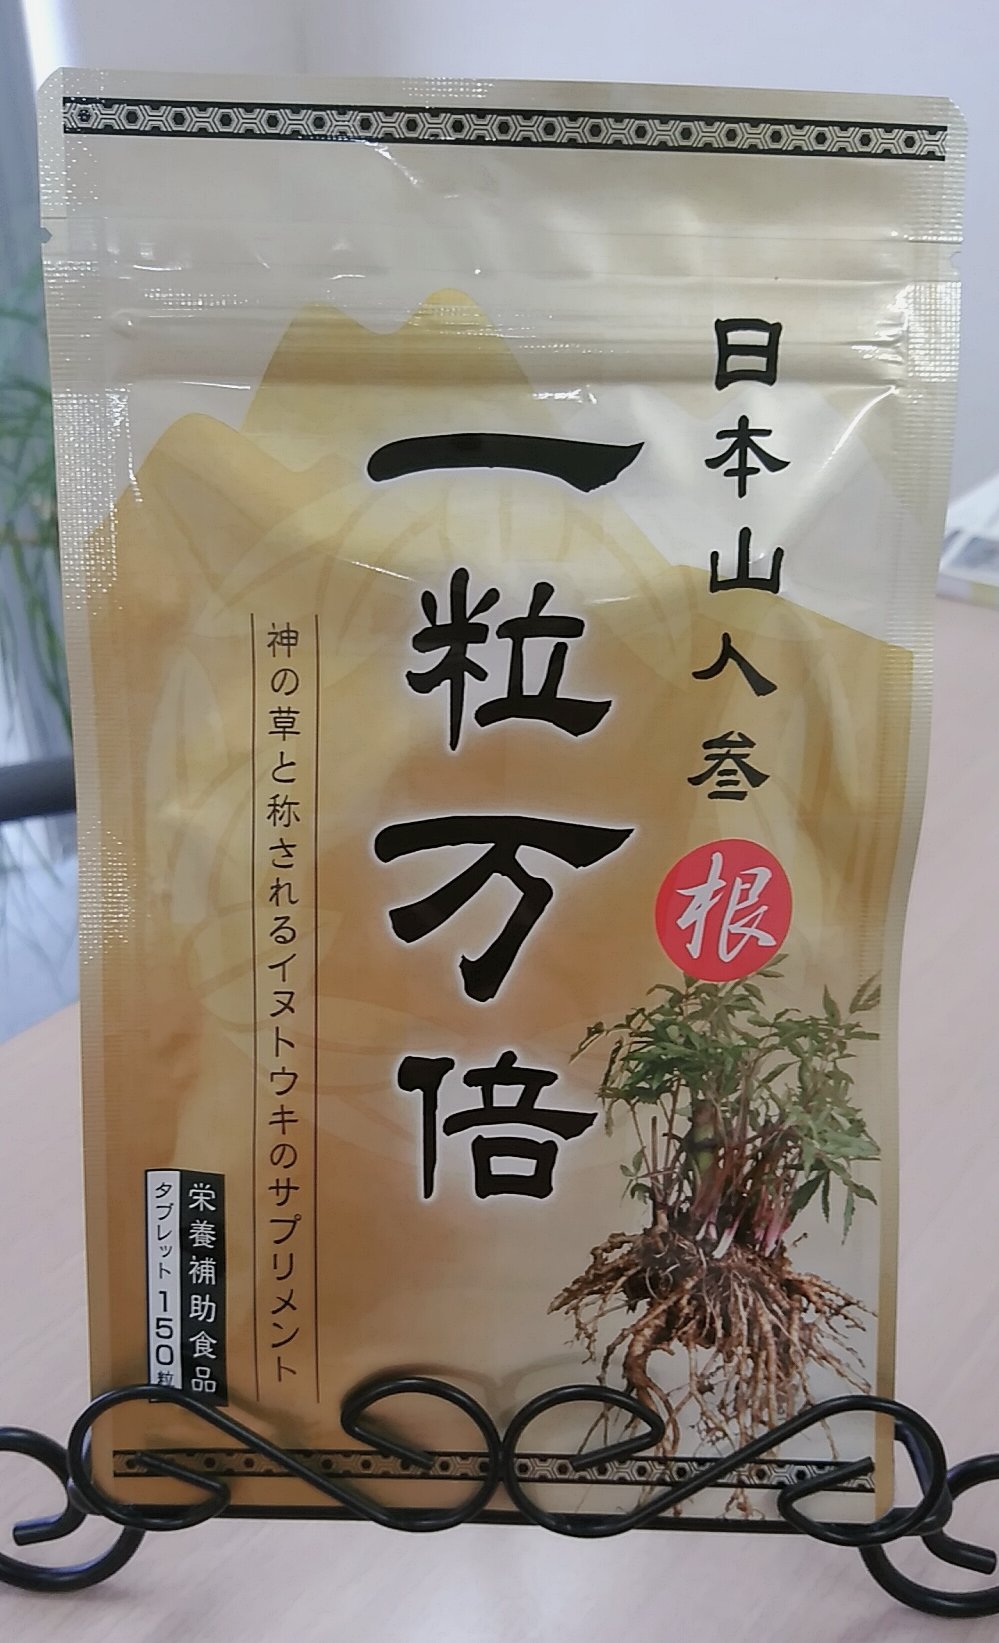 日本山人参
根
一粒万倍
神の草と称されるイヌトウキのサプリメント
栄養補助食品
タブレット150粒